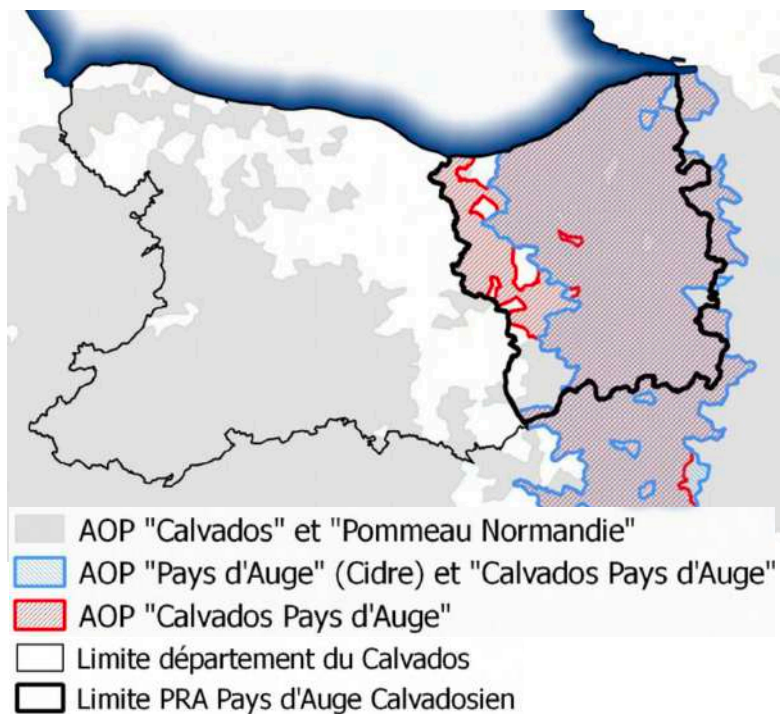 AOP "Calvados" et "Pommeau Normandie"
AOP "Pays d'Auge" (Cidre) et "Calvados Pays d'Auge"
AOP "Calvados Pays d'Auge"
Limite département du Calvados
Limite PRA Pays d'Auge Calvadosien